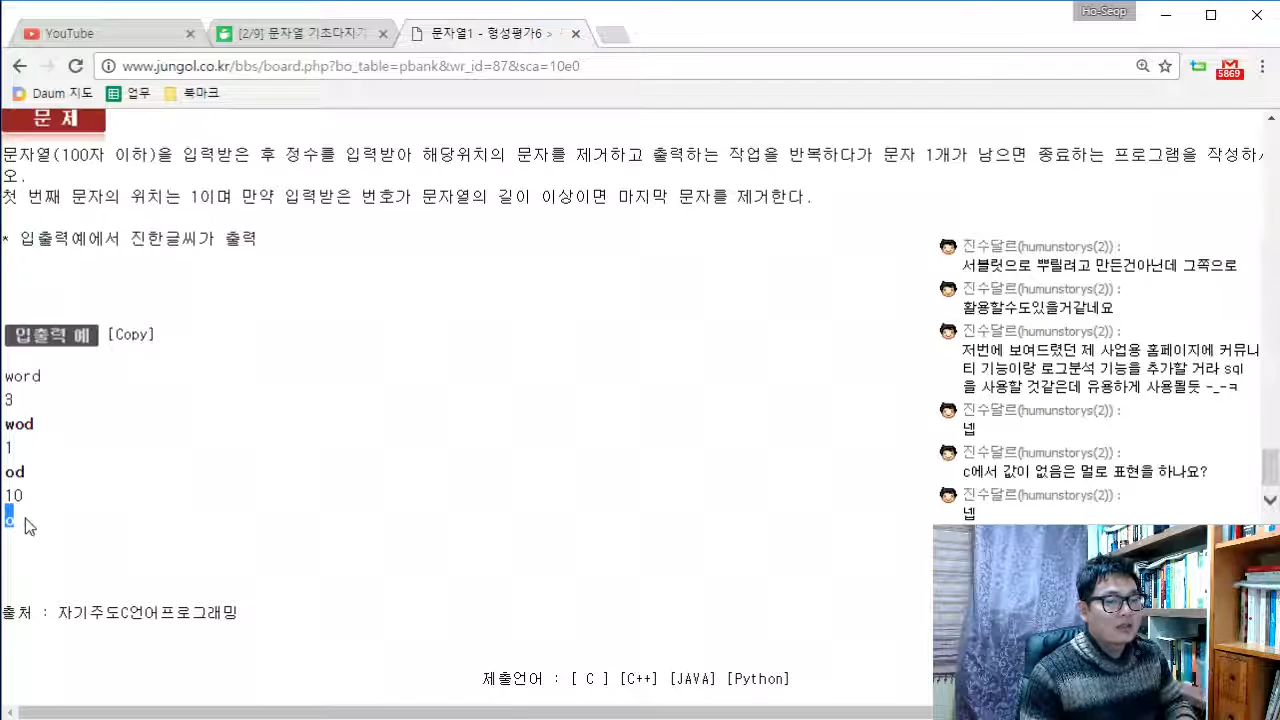 Ho-Seop
YouTube
[2/9] 문자열 기초다지기
문자열1 - 형성평가6 >
www.jungol.co.kr/bbs/board.php?bo_table=pbank&wr_id=87&sca=10e0
5869
Daum 지도 업무 북마크
문 제
문자열(100자 이하)을 입력받은 후 정수를 입력받아 해당위치의 문자를 제거하고 출력하는 작업을 반복하다가 문자 1개가 남으면 종료하는 프로그램을 작성하시
오.
첫 번째 문자의 위치는 1이며 만약 입력받은 번호가 문자열의 길이 이상이면 마지막 문자를 제거한다.
* 입출력예에서 진한글씨가 출력
입출력 예 [Copy]
word
3
wod
1
od
10
o
출처 : 자기주도C언어프로그래밍
제출언어 : [ C ] [C++] [JAVA] [Python]
진수달르(humunstorys(2)) :
서블릿으로 뿌릴려고 만든건아닌데 그쪽으로
진수달르(humunstorys(2)) :
활용할수도있을거같네요
진수달르(humunstorys(2)) :
저번에 보여드렸던 제 사업용 홈페이지에 커뮤니
티 기능이랑 로그분석 기능을 추가할 거라 sql
을 사용할 것같은데 유용하게 사용될듯 -_-ㅋ
진수달르(humunstorys(2)) :
넵
진수달르(humunstorys(2)) :
c에서 값이 없음은 멀로 표현을 하나요?
진수달르(humunstorys(2)) :
넵